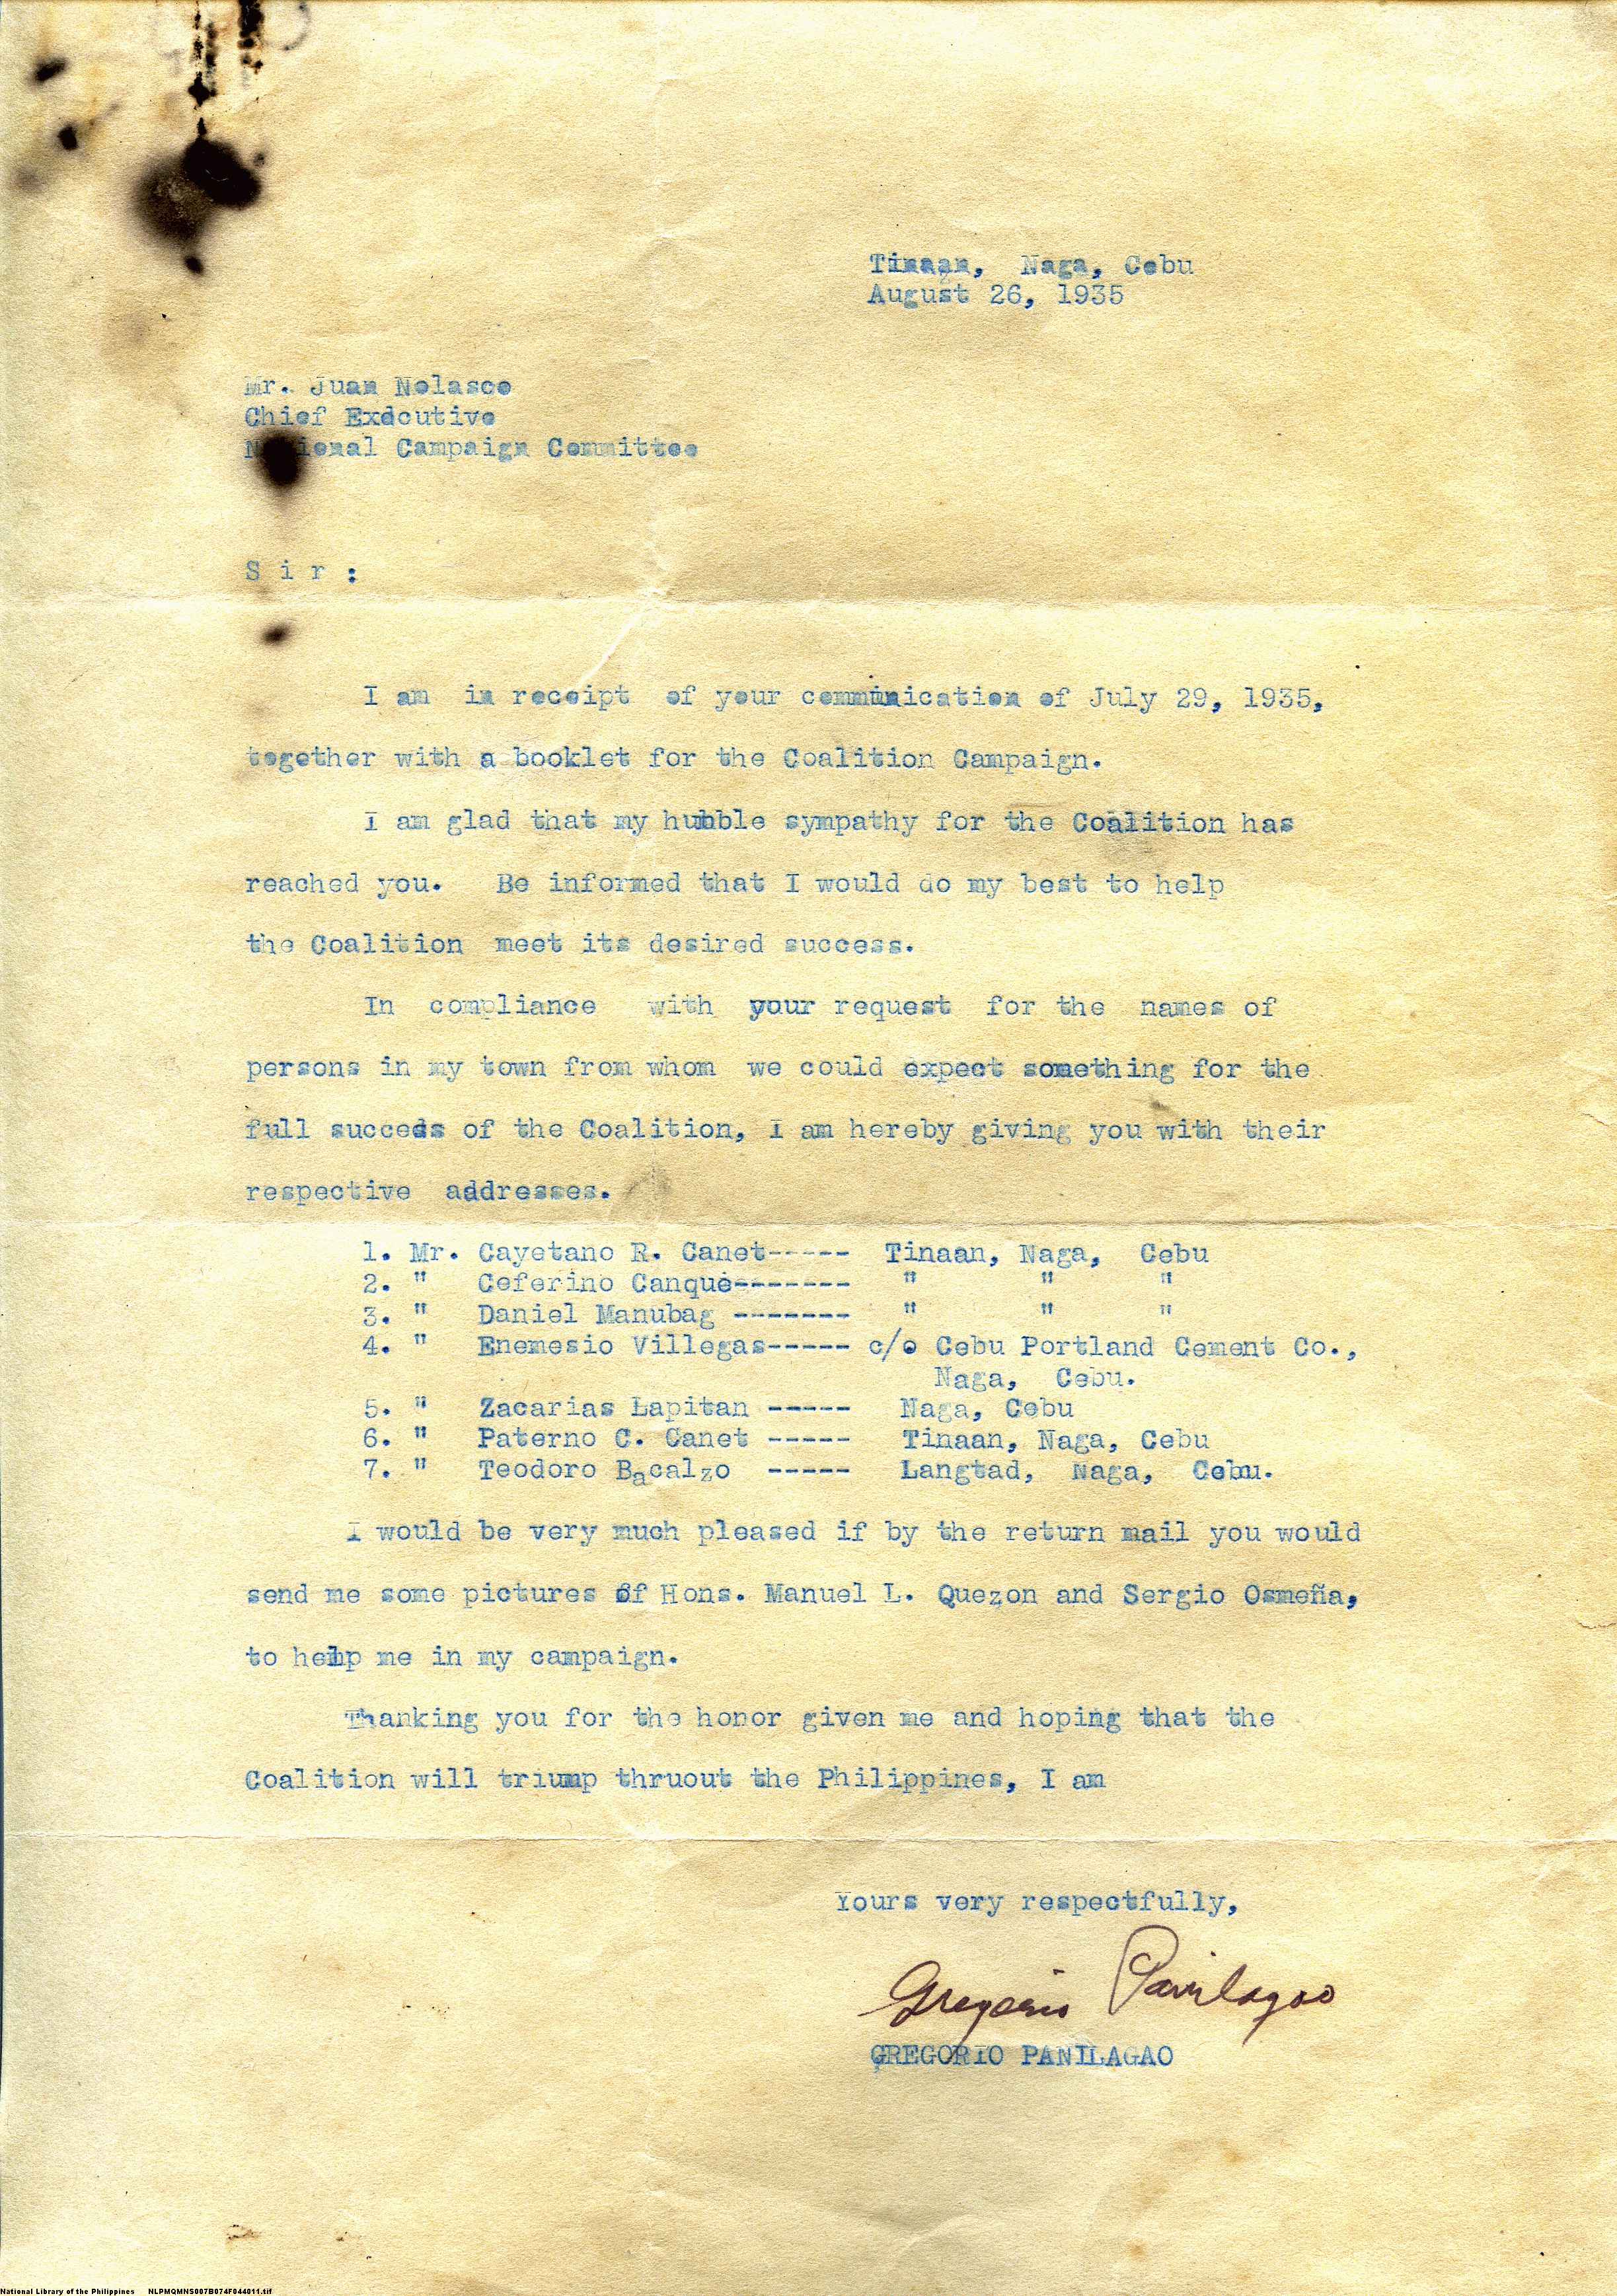 Tinaan, Naga, Cebu
August 26, 1935
Mr. Juan Nolasco
Chief Exdcutive
National Campaign Committee
S i r :
I am in receipt of your communication of July 29, 1935,
together with a booklet for the Coalition Campaign.
I am glad that my humble sympathy for the Coalition has
reached you. Be informed that I would do my best to help
the Coalition meet its desired success.
In compliance with your request for the names of
persons in my town from whom we could expect something for the
full success of the Coalition, I am hereby giving you with their
respective addresses.
1. Mr. Cayetano R. Canet----- Tinaan, Naga, Cebu
2. " Ceferino Canque------- " " "
3. " Daniel Manubag ------- " " "
4. " Enemesio Villegas----- c/o Cebu Portland Cement Co.,
Naga, Cebu.
5. " Zacarias Lapitan ----- Naga, Cebu
6. " Paterno C. Canet ----- Tinaan, Naga, Cebu
7. " Teodoro Bacalzo ----- Langtad, Naga, Cebu.
I would be very much pleased if by the return mail you would
send me some pictures of Hons. Manuel L. Quezon and Sergio Osmeña,
to help me in my campaign.
Thanking you for the honor given me and hoping that the
Coalition will triump thruout the Philippines, I am
Yours very respectfully,
Gregorio Panilagao
GREGORIO PANILAGAO
National Library of the Philippines NLPMQMNS007B074F044011.tif